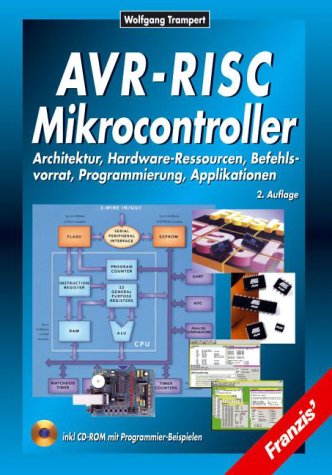 Wolfgang Trampert
AVR-RISC
Mikrocontroller
Architektur, Hardware-Ressourcen, Befehls-
vorrat, Programmierung, Applikationen
2. Auflage
3-WIRE IN/OUT
FLASH
SERIAL
PERIPHERAL
INTERFACE
EEPROM
PROGRAM
COUNTER
INSTRUCTION
REGISTER
32
GENERAL
PURPOSE
REGISTERS
UART
ADC
RAM
ALU
ANALOG
COMPARATORS
CPU
WATCHDOG
TIMER
TIMER
COUNTERS
Franzis'
inkl CD-ROM mit Programmier-Beispielen